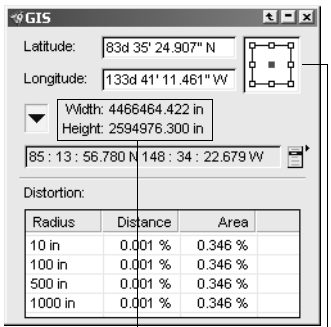 GIS
Latitude: 83d 35' 24.907" N
Longitude: 133d 41' 11.461" W
Width: 4466464.422 in
Height: 2594976.300 in
85 : 13 : 56.780 N 148 : 34 : 22.679 W
Distortion:
Radius Distance Area
10 in 0.001 % 0.346 %
100 in 0.001 % 0.346 %
500 in 0.001 % 0.346 %
1000 in 0.001 % 0.346 %